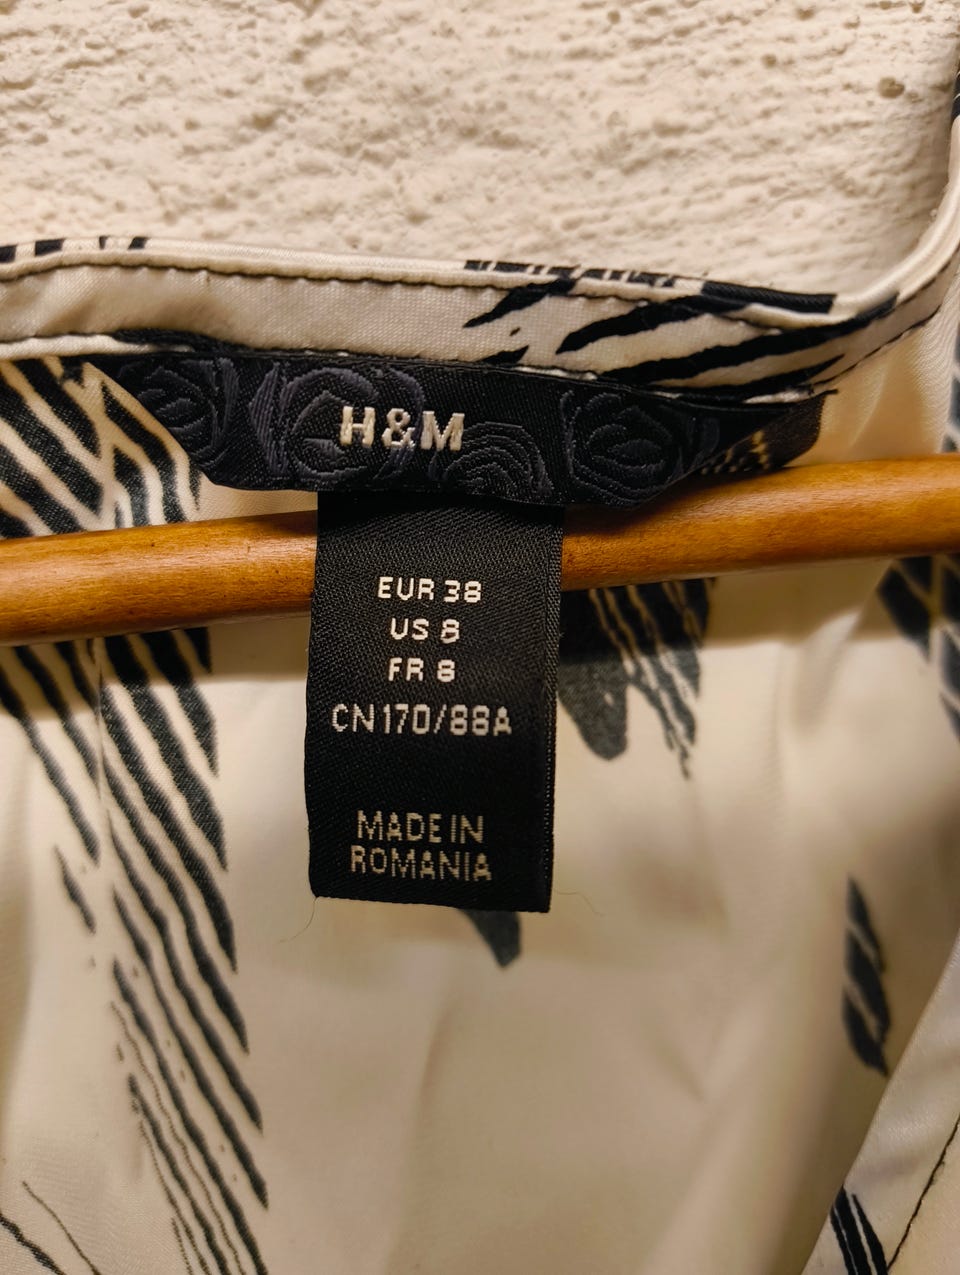 H&M
EUR 38
US 8
FR 8
CN 170/88A
MADE IN
ROMANIA